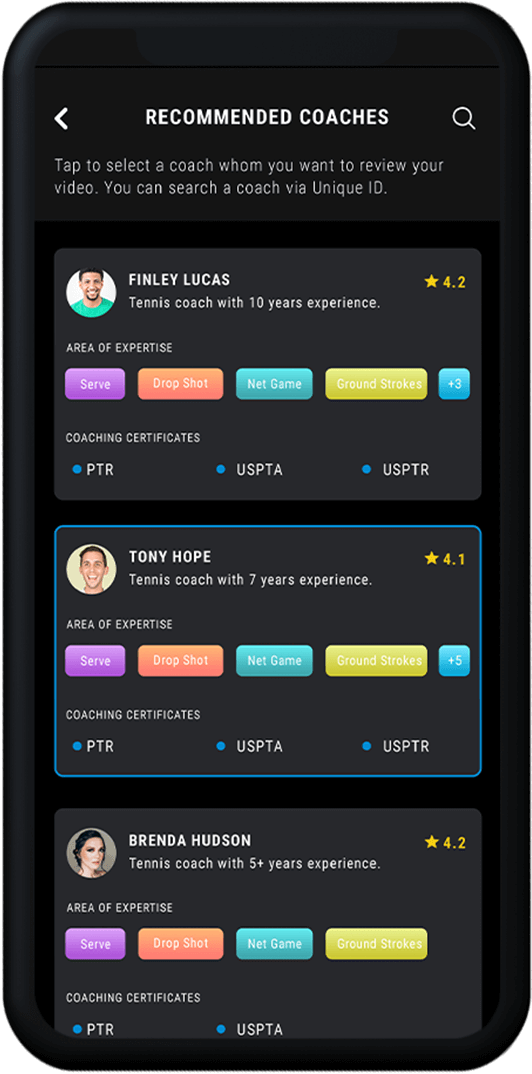 RECOMMENDED COACHES
Tap to select a coach whom you want to review your
video. You can search a coach via Unique ID.
FINLEY LUCAS
4.2
Tennis coach with 10 years experience.
AREA OF EXPERTISE
Serve Drop Shot Net Game Ground Strokes +3
COACHING CERTIFICATES
PTR USPTA USPTR
TONY HOPE
4.1
Tennis coach with 7 years experience.
AREA OF EXPERTISE
Serve Drop Shot Net Game Ground Strokes +5
COACHING CERTIFICATES
PTR USPTA USPTR
BRENDA HUDSON
4.2
Tennis coach with 5+ years experience.
AREA OF EXPERTISE
Serve Drop Shot Net Game Ground Strokes
COACHING CERTIFICATES
PTR USPTA